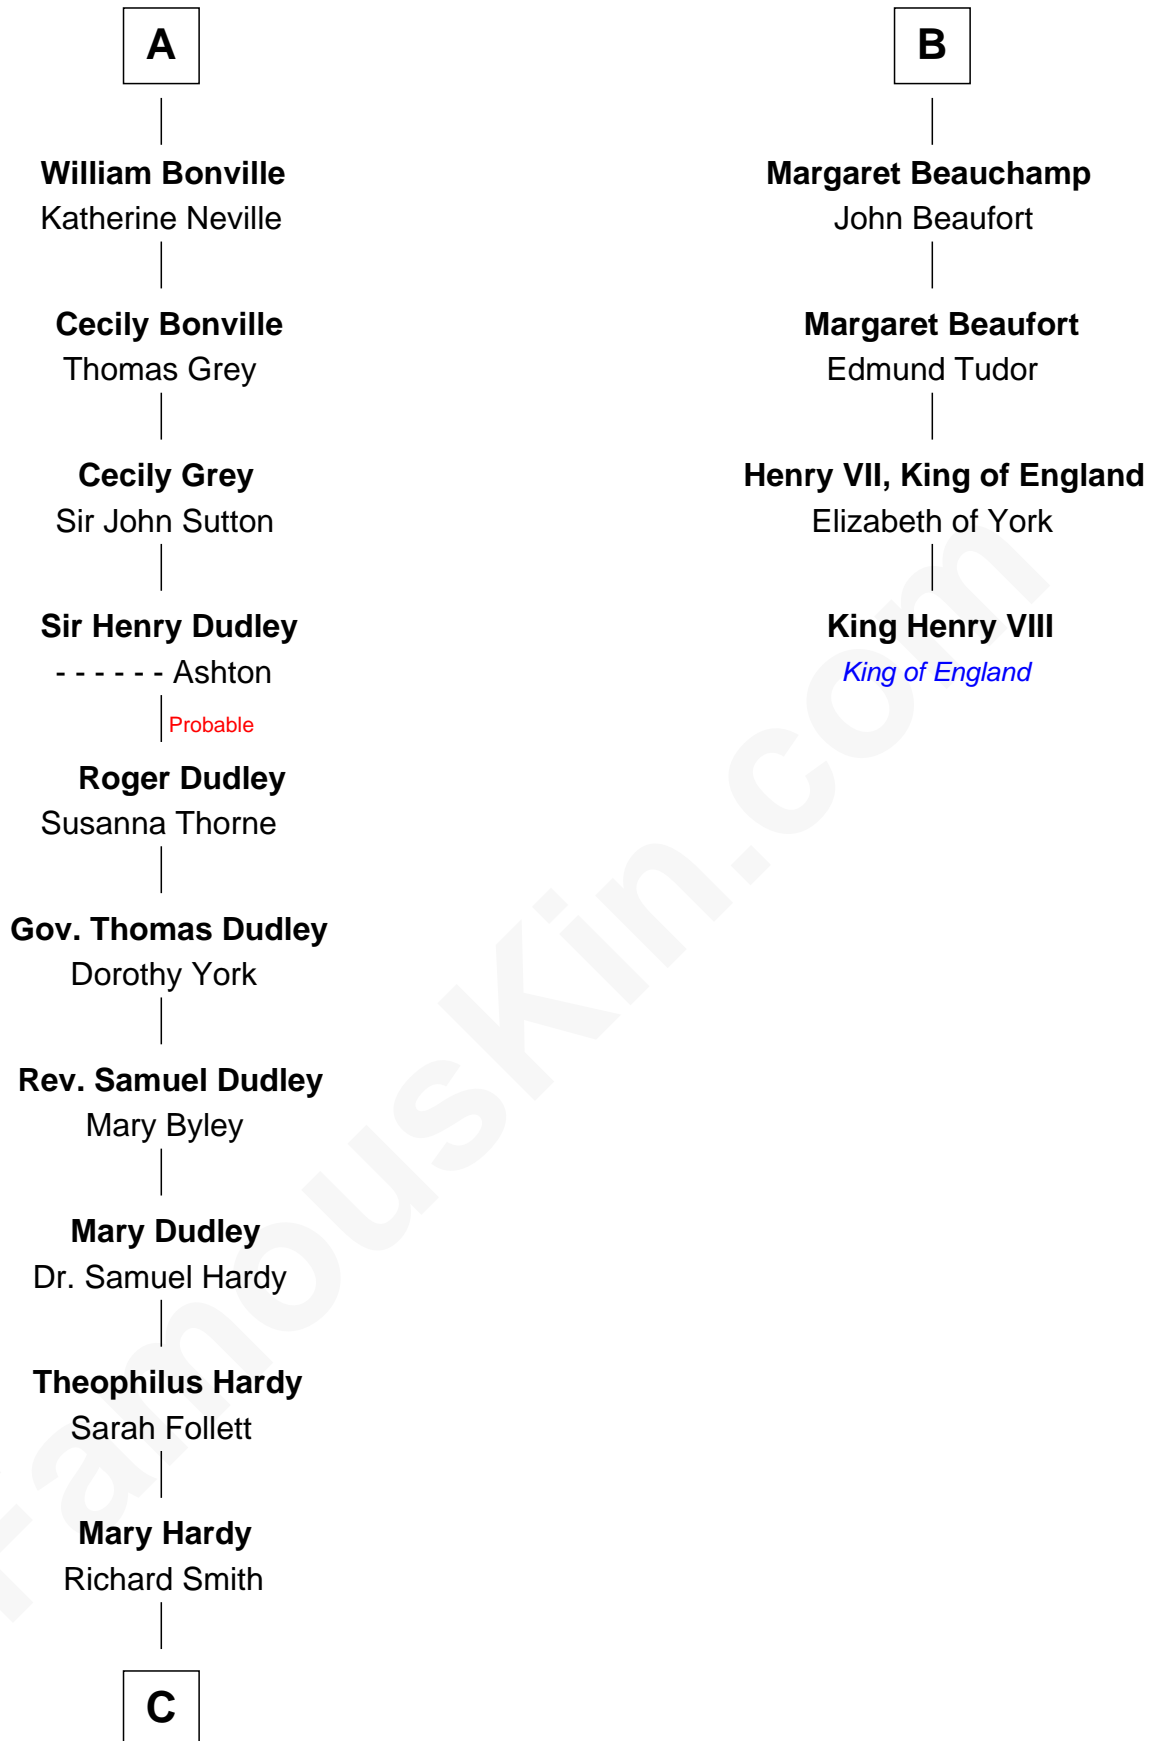 A
William Bonville
Katherine Neville
Cecily Bonville
Thomas Grey
Cecily Grey
Sir John Sutton
Sir Henry Dudley
- - - - - - Ashton
Probable
Roger Dudley
Susanna Thorne
Gov. Thomas Dudley
Dorothy York
Rev. Samuel Dudley
Mary Byley
Mary Dudley
Dr. Samuel Hardy
Theophilus Hardy
Sarah Follett
Mary Hardy
Richard Smith
C
B
Margaret Beauchamp
John Beaufort
Margaret Beaufort
Edmund Tudor
Henry VII, King of England
Elizabeth of York
King Henry VIII
King of England
FamousKin.com